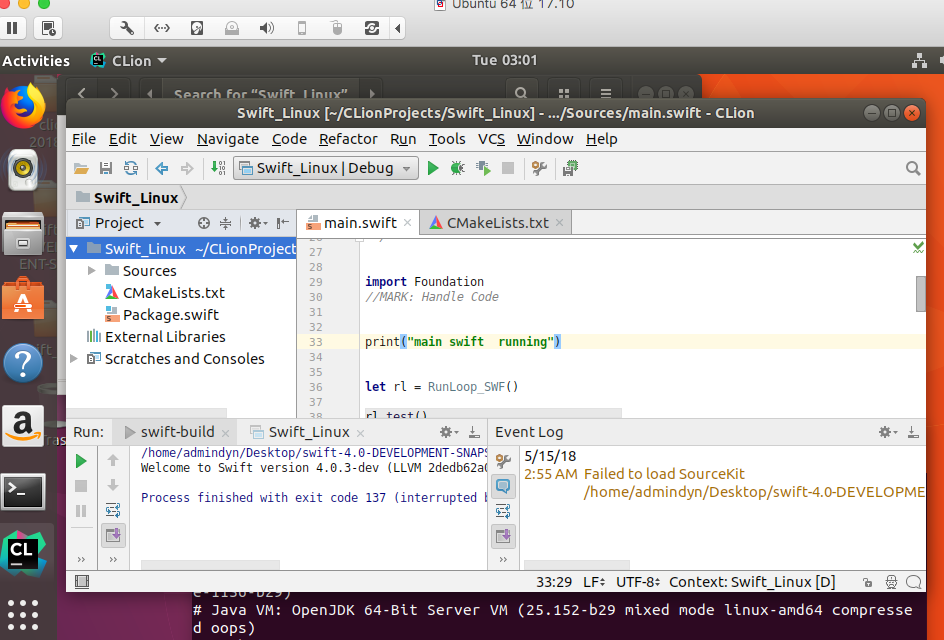 Ubuntu 64 位 17.10
Activities
CLion
Tue 03:01
Search for "Swift_Linux"
Swift_Linux [~/CLionProjects/Swift_Linux] - .../Sources/main.swift - CLion
File Edit View Navigate Code Refactor Run Tools VCS Window Help
Swift_Linux | Debug
Swift_Linux
Project
main.swift
CMakeLists.txt
Swift_Linux ~/CLionProject
Sources
CMakeLists.txt
Package.swift
External Libraries
Scratches and Consoles
27
28
29 import Foundation
30 //MARK: Handle Code
31
32
33 print("main swift  running")
34
35
36 let rl = RunLoop_SWF()
37
38 rl.test()
Run:
swift-build
Swift_Linux
/home/admindyn/Desktop/swift-4.0-DEVELOPMENT-SNAPS
Welcome to Swift version 4.0.3-dev (LLVM 2dedb62a0
Process finished with exit code 137 (interrupted b
Event Log
5/15/18
2:55 AM Failed to load SourceKit
/home/admindyn/Desktop/swift-4.0-DEVELOPME
33:29 LF÷ UTF-8÷ Context: Swift_Linux [D]
e-1136-b29)
# Java VM: OpenJDK 64-Bit Server VM (25.152-b29 mixed mode linux-amd64 compresse
d oops)